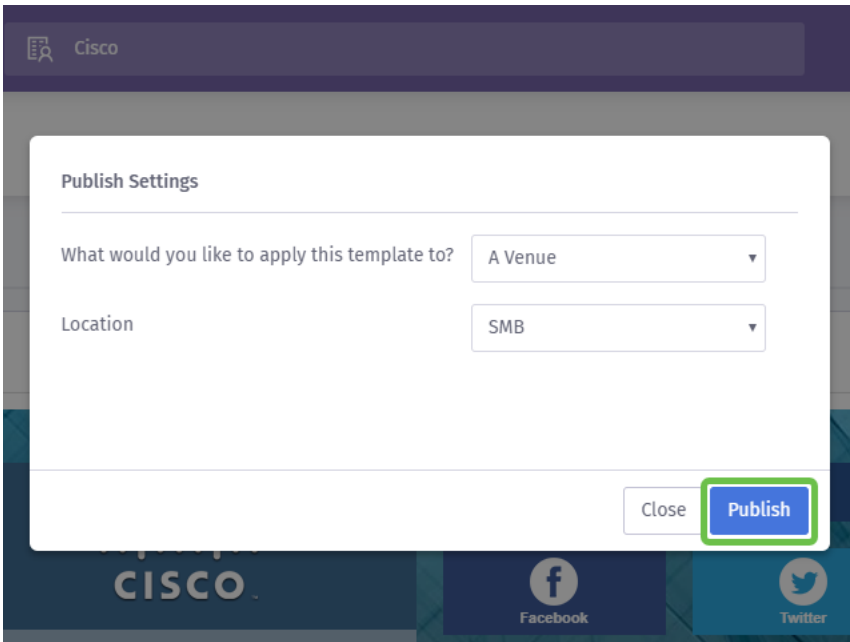 Cisco
Publish Settings
What would you like to apply this template to? A Venue
Location SMB
Close Publish
CISCO.
Facebook Twitter